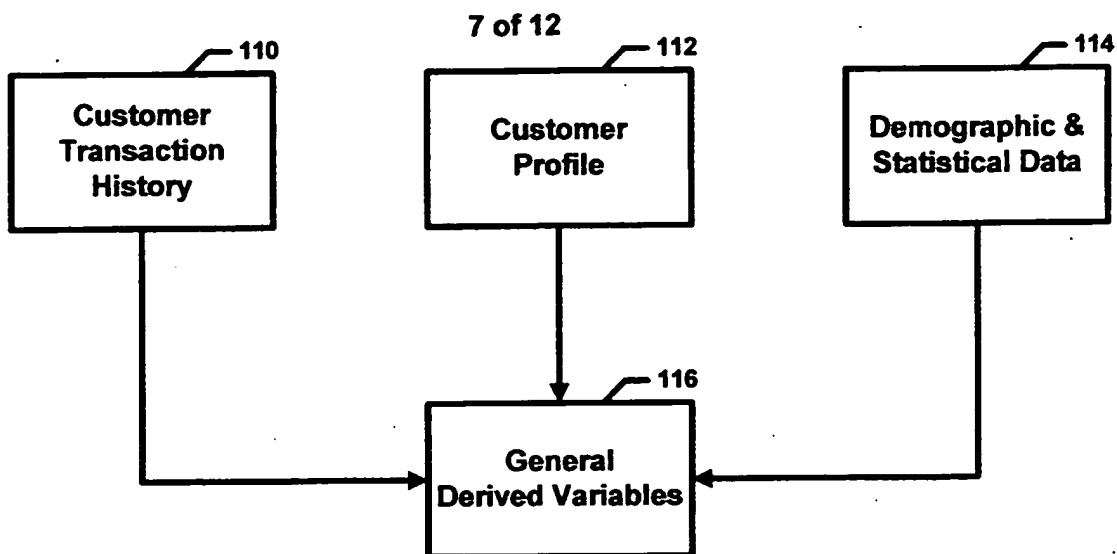 7 of 12
110
Customer
Transaction
History
112
Customer
Profile
114
Demographic &
Statistical Data
116
General
Derived Variables